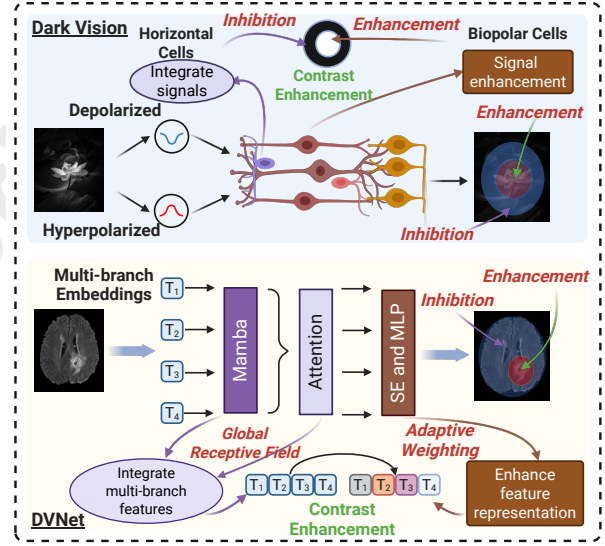 Dark Vision
Horizontal
Cells
Inhibition
Enhancement
Biopolar Cells
Integrate
signals
Contrast
Enhancement
Signal
enhancement
Depolarized
Hyperpolarized
Enhancement
Inhibition
Multi-branch
Embeddings
T1
T2
T3
T4
Mamba
Attention
SE and MLP
Enhancement
Inhibition
Global
Receptive Field
Adaptive
Weighting
Integrate
multi-branch
features
T1 T2 T3 T4
T1 T2 T3 T4
Contrast
Enhancement
Enhance
feature
representation
DVNet